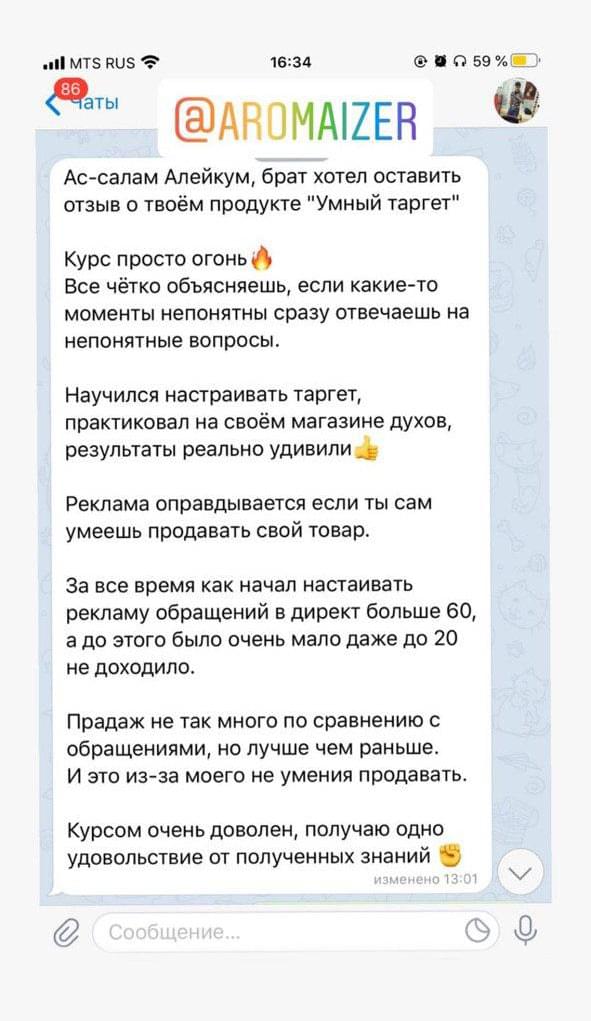 MTS RUS
16:34
59 %
86
чаты
@AROMAIZER
Ас-салам Алейкум, брат хотел оставить
отзыв о твоём продукте "Умный таргет"
Курс просто огонь🔥
Все чётко объясняешь, если какие-то
моменты непонятны сразу отвечаешь на
непонятные вопросы.
Научился настраивать таргет,
практиковал на своём магазине духов,
результаты реально удивили👍
Реклама оправдывается если ты сам
умеешь продавать свой товар.
За все время как начал настаивать
рекламу обращений в директ больше 60,
а до этого было очень мало даже до 20
не доходило.
Прадаж не так много по сравнению с
обращениями, но лучше чем раньше.
И это из-за моего не умения продавать.
Курсом очень доволен, получаю одно
удовольствие от полученных знаний ✊
изменено 13:01
Сообщение...